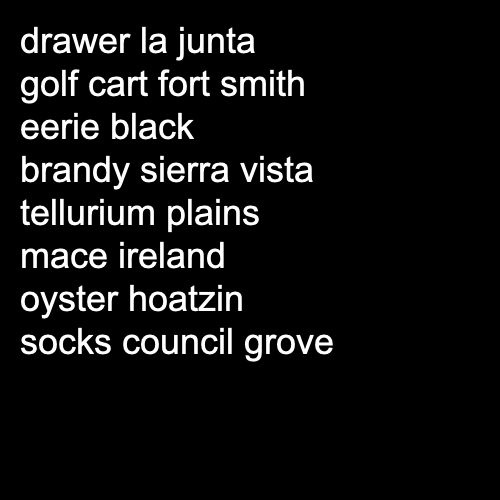 drawer la junta
golf cart fort smith
eerie black
brandy sierra vista
tellurium plains
mace ireland
oyster hoatzin
socks council grove